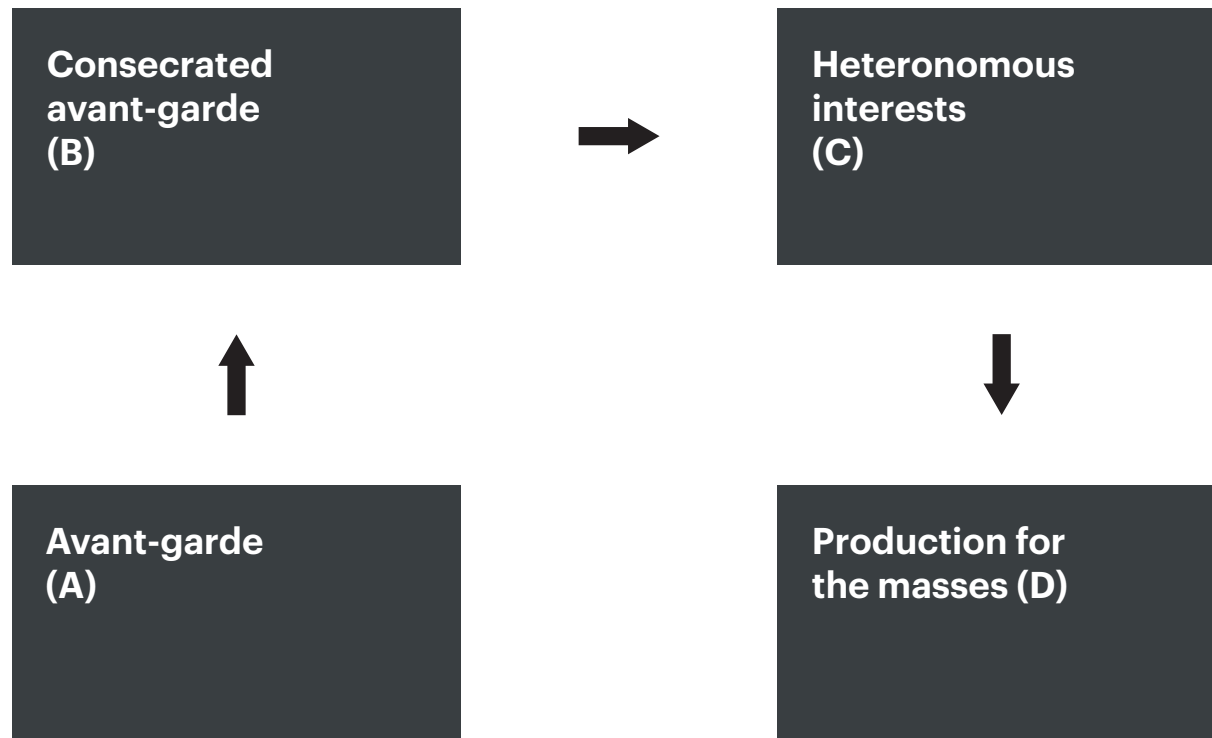 Consecrated
avant-garde
(B)
Heteronomous
interests
(C)
Avant-garde
(A)
Production for
the masses (D)